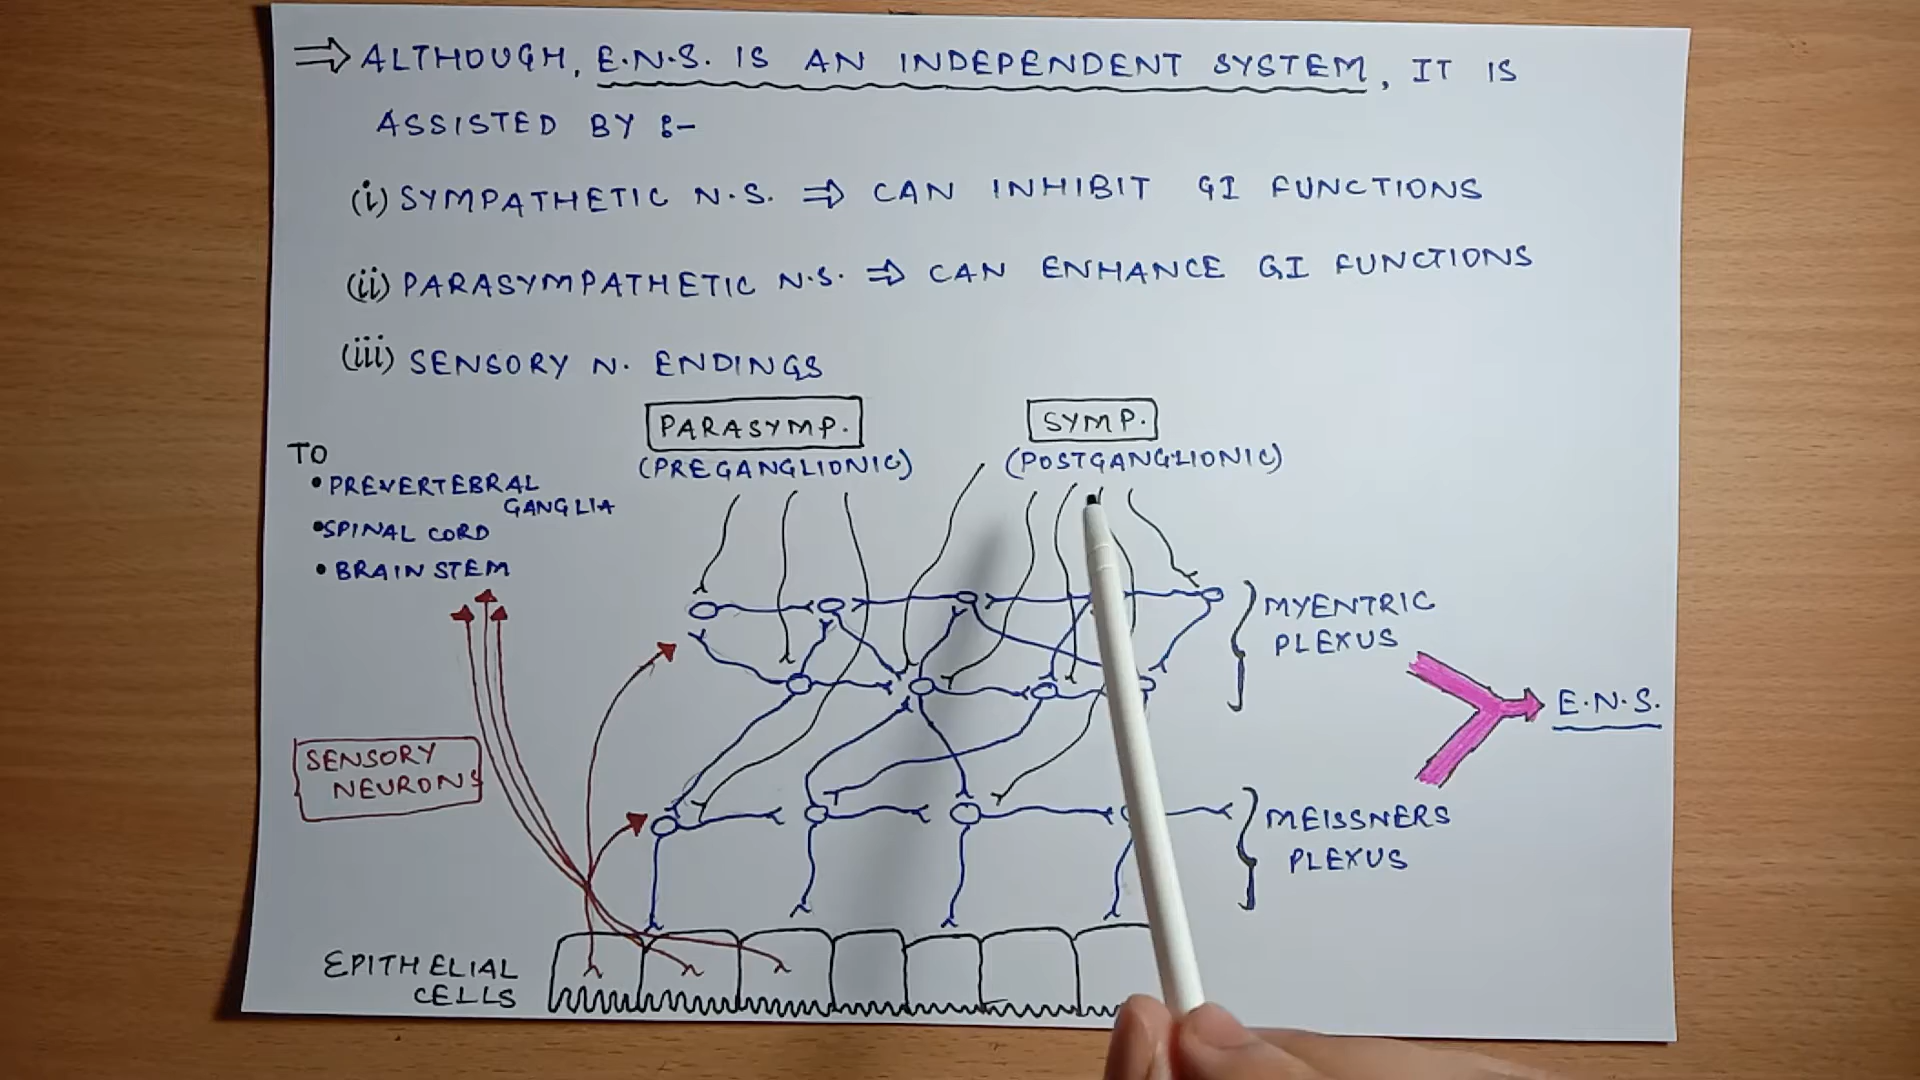 ⇒ ALTHOUGH, E.N.S. IS AN INDEPENDENT SYSTEM, IT IS
ASSISTED BY :-
(i) SYMPATHETIC N.S. ⇒ CAN INHIBIT GI FUNCTIONS
(ii) PARASYMPATHETIC N.S. ⇒ CAN ENHANCE GI FUNCTIONS
(iii) SENSORY N. ENDINGS
PARASYMP.
(PREGANGLIONIC)
SYMP.
(POSTGANGLIONIC)
TO
• PREVERTEBRAL
GANGLIA
• SPINAL CORD
• BRAIN STEM
MYENTRIC
PLEXUS
E.N.S.
SENSORY
NEURONS
MEISSNERS
PLEXUS
EPITHELIAL
CELLS